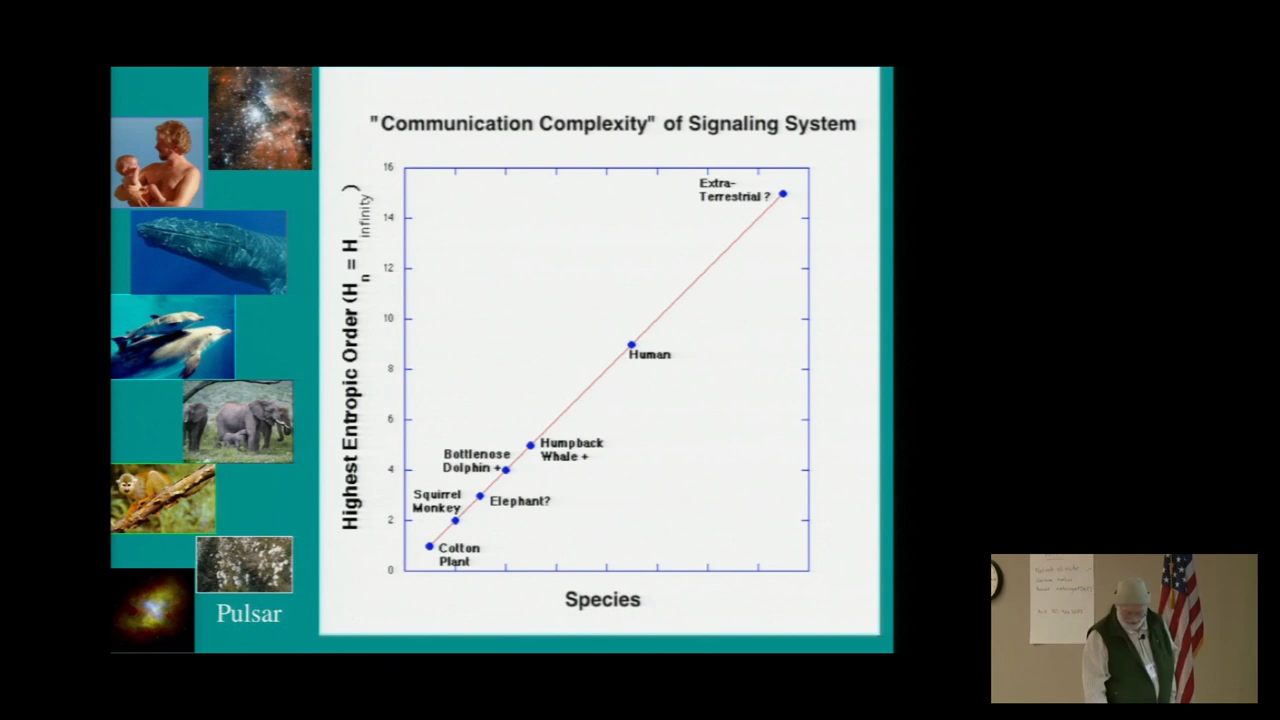 "Communication Complexity" of Signaling System
Highest Entropic Order (H n = H infinity)
16
14
12
10
8
6
4
2
0
Extra-
Terrestrial ?
Human
Humpback
Whale +
Bottlenose
Dolphin +
Elephant?
Squirrel
Monkey
Cotton
Plant
Species
Pulsar